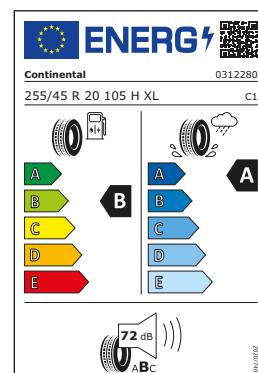 ENERG
Continental 0312280
255/45 R 20 105 H XL C1
A A
B B
C C
D D
E E
B
A
72 dB
ABC
2020/740